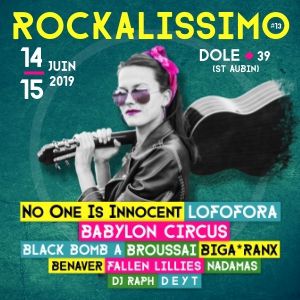 ROCKALISSIMO #13
14 JUIN
15 2019
DOLE 39
(ST AUBIN)
NO ONE IS INNOCENT LOFOFORA
BABYLON CIRCUS
BLACK BOMB A BROUSSAI BIGA*RANX
BENAVER FALLEN LILLIES NADAMAS
DJ RAPH DEYT